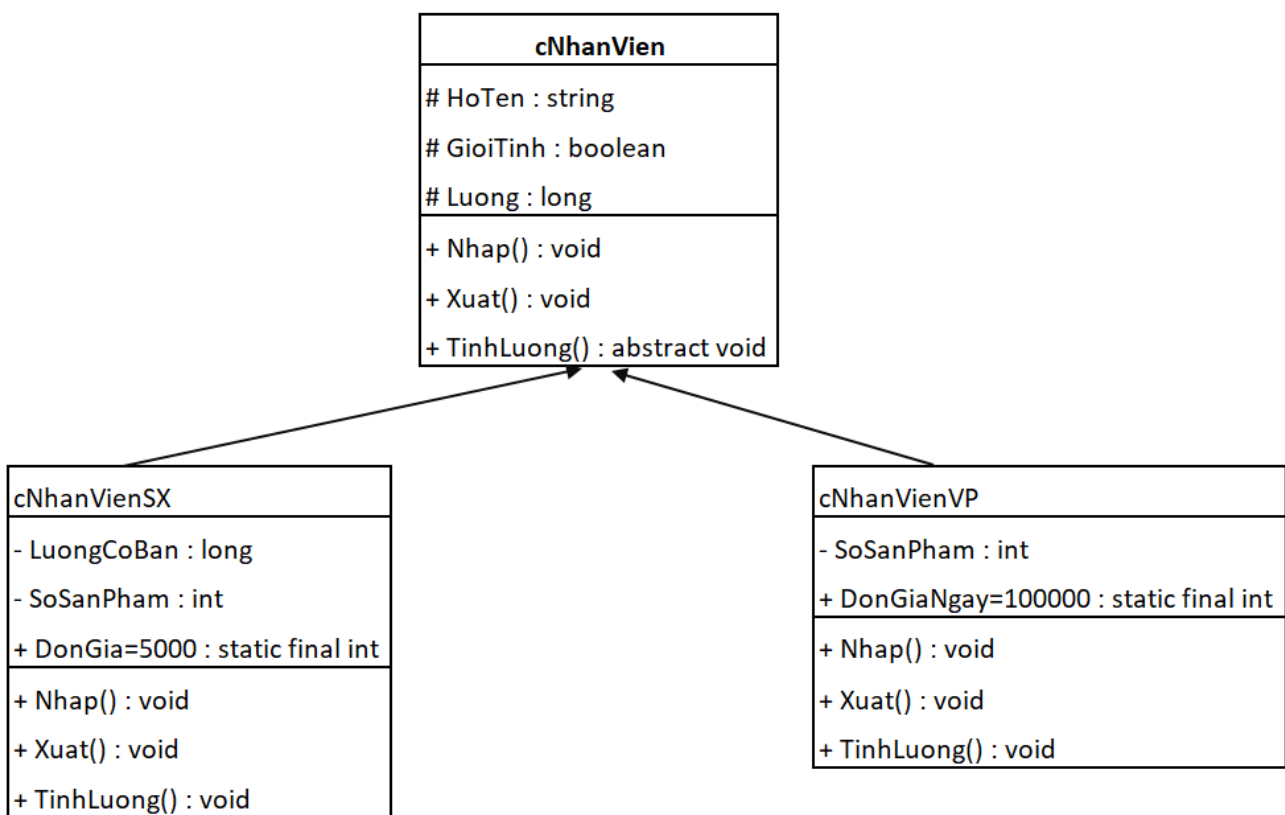 cNhanVien
# HoTen : string
# GioiTinh : boolean
# Luong : long
+ Nhap() : void
+ Xuat() : void
+ TinhLuong() : abstract void
cNhanVienSX
- LuongCoBan : long
- SoSanPham : int
+ DonGia=5000 : static final int
+ Nhap() : void
+ Xuat() : void
+ TinhLuong() : void
cNhanVienVP
- SoSanPham : int
+ DonGiaNgay=100000 : static final int
+ Nhap() : void
+ Xuat() : void
+ TinhLuong() : void